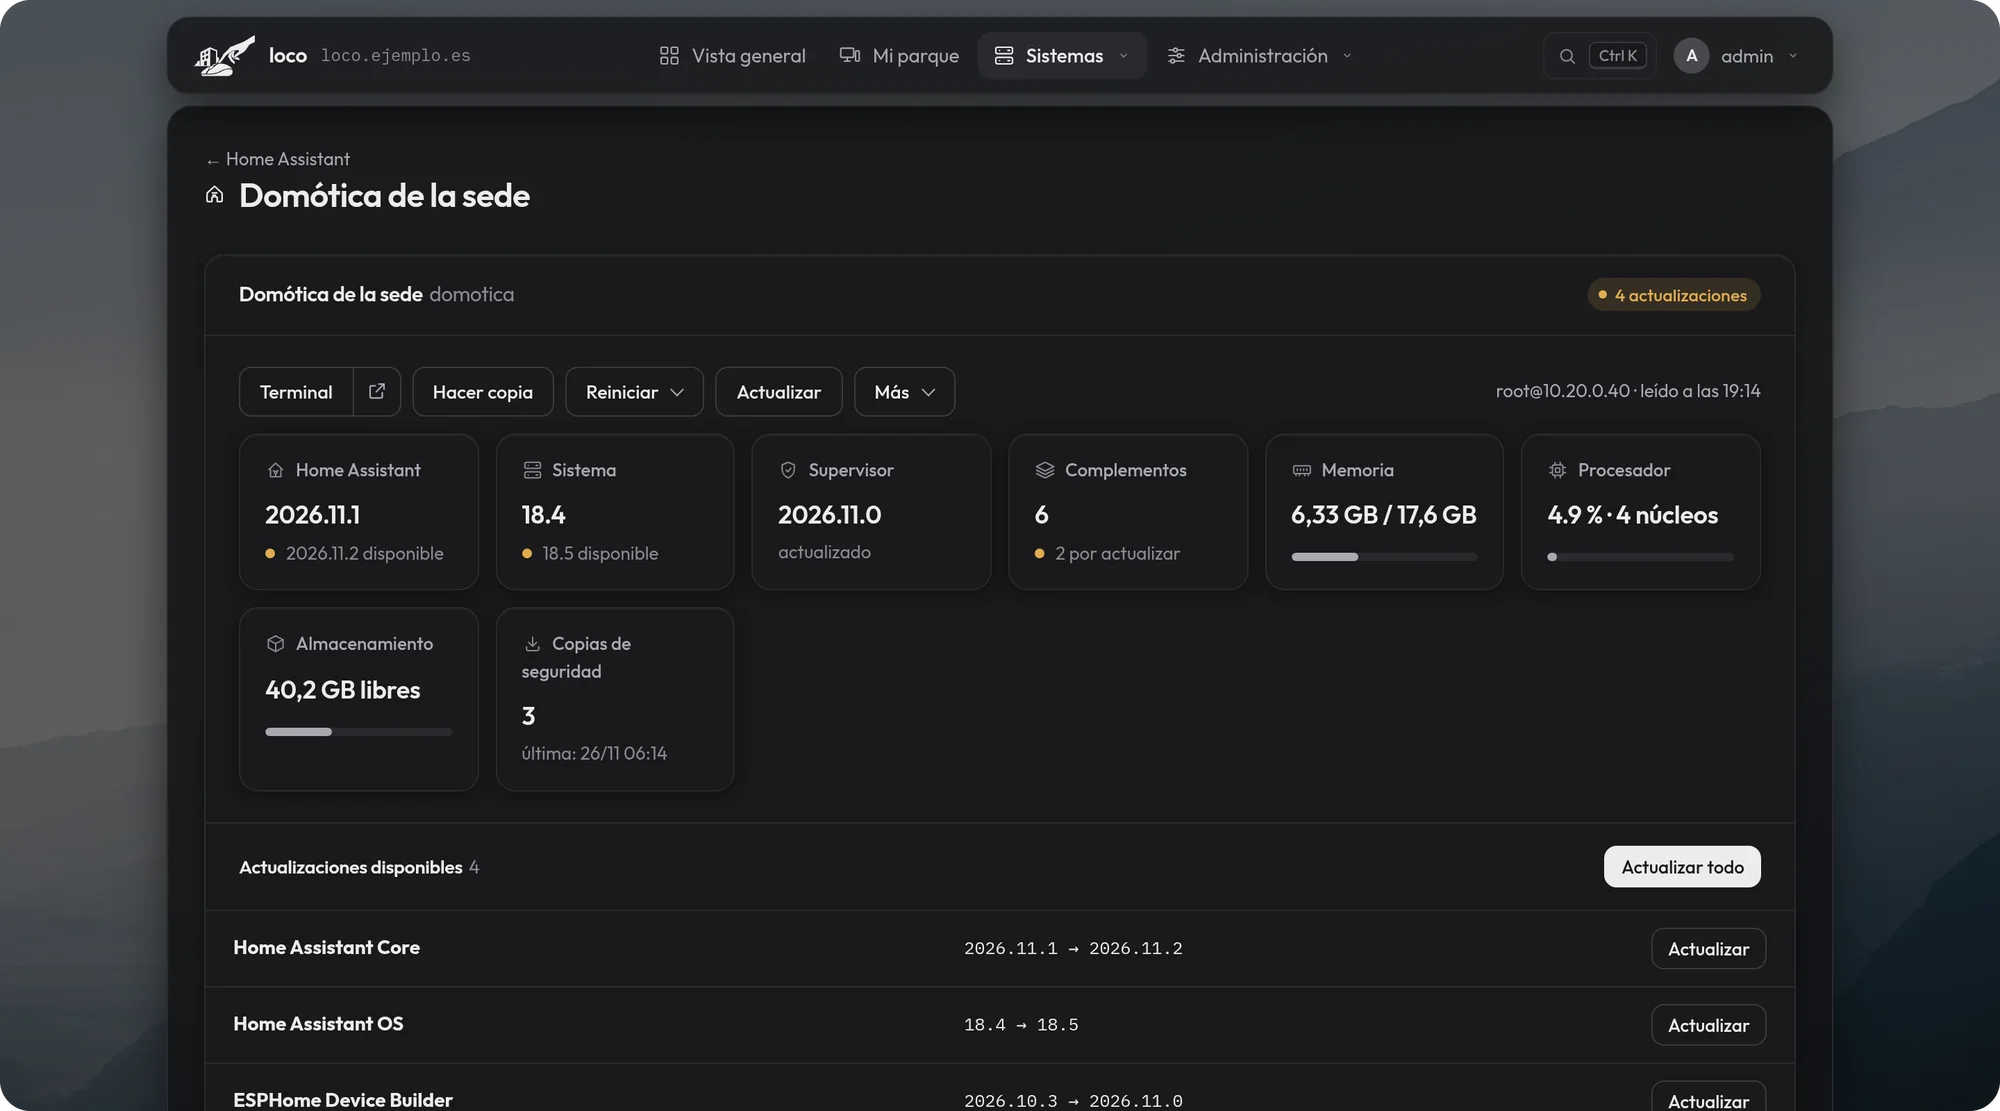 loco loco.ejemplo.es Vista general Mi parque Sistemas Administración Ctrl K A admin
← Home Assistant
Domótica de la sede
Domótica de la sede domotica 4 actualizaciones
Terminal Hacer copia Reiniciar Actualizar Más root@10.20.0.40 · leído a las 19:14
Home Assistant
2026.11.1
2026.11.2 disponible
Sistema
18.4
18.5 disponible
Supervisor
2026.11.0
actualizado
Complementos
6
2 por actualizar
Memoria
6,33 GB / 17,6 GB
Procesador
4.9 % · 4 núcleos
Almacenamiento
40,2 GB libres
Copias de
seguridad
3
última: 26/11 06:14
Actualizaciones disponibles 4 Actualizar todo
Home Assistant Core 2026.11.1 → 2026.11.2 Actualizar
Home Assistant OS 18.4 → 18.5 Actualizar
ESPHome Device Builder 2026.10.3 → 2026.11.0 Actualizar